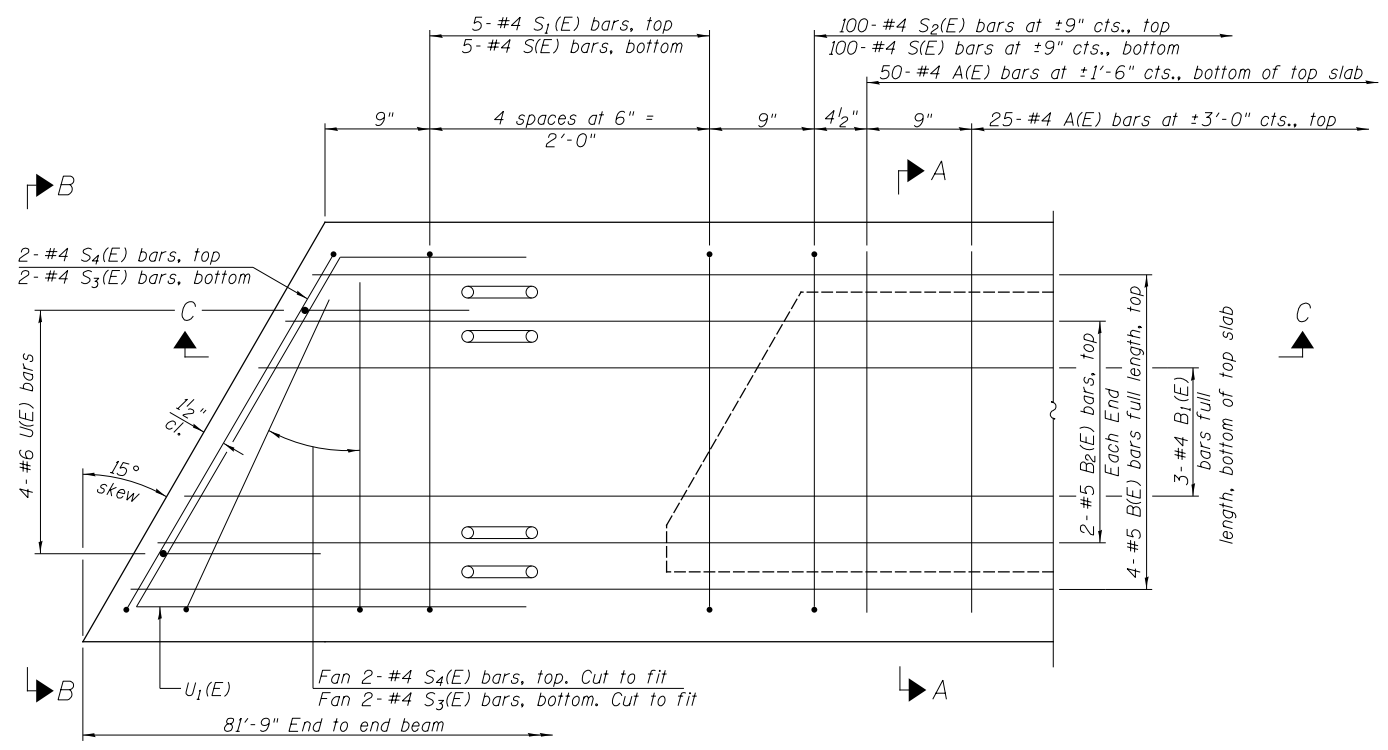 5-#4 S1(E) bars, top
5-#4 S(E) bars, bottom
100-#4 S2(E) bars at ±9" cts., top
100-#4 S(E) bars at ±9" cts., bottom
50-#4 A(E) bars at ±1'-6" cts., bottom of top slab
9"
4 spaces at 6" =
2'-0"
9"
4½"
9"
25-#4 A(E) bars at ±3'-0" cts., top
B
A
2-#4 S4(E) bars, top
2-#4 S3(E) bars, bottom
C
C
4-#6 U(E) bars
1½"
cl.
15°
skew
2-#5 B2(E) bars, top
Each End
4-#5 B(E) bars full length, top
3-#4 B1(E)
bars full
length, bottom of top slab
B
U1(E)
Fan 2-#4 S4(E) bars, top. Cut to fit
Fan 2-#4 S3(E) bars, bottom. Cut to fit
A
81'-9" End to end beam